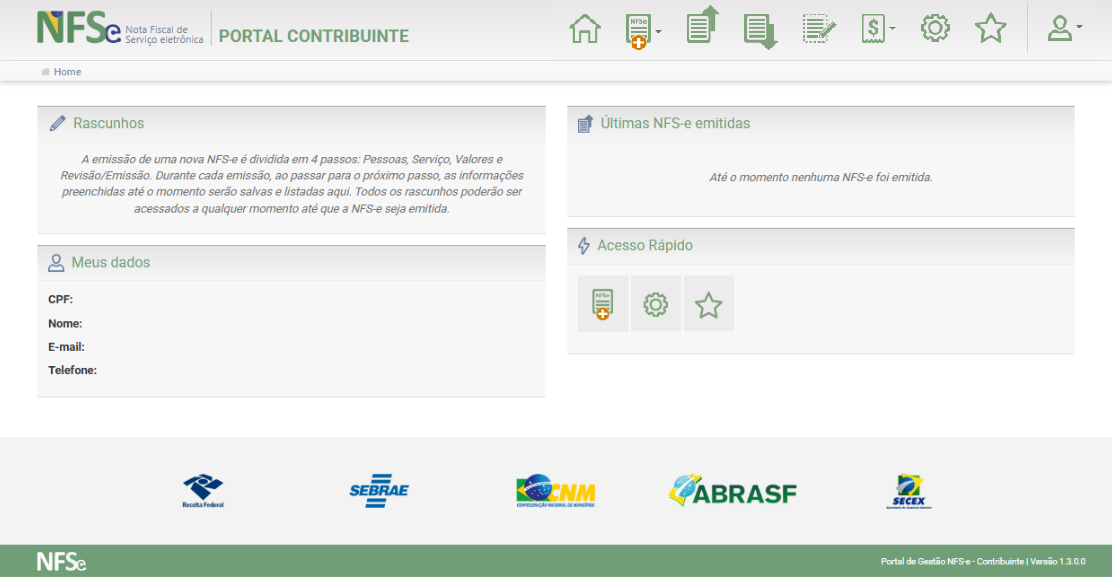 NFSe Nota Fiscal de
Serviço eletrônica
PORTAL CONTRIBUINTE
NFSe
Home
Rascunhos
A emissão de uma nova NFS-e é dividida em 4 passos: Pessoas, Serviço, Valores e
Revisão/Emissão. Durante cada emissão, ao passar para o próximo passo, as informações
preenchidas até o momento serão salvas e listadas aqui. Todos os rascunhos poderão ser
acessados a qualquer momento até que a NFS-e seja emitida.
Últimas NFS-e emitidas
Até o momento nenhuma NFS-e foi emitida.
Meus dados
CPF:
Nome:
E-mail:
Telefone:
Acesso Rápido
NFSe
Receita Federal
SEBRAE
CNM
CONFEDERAÇÃO NACIONAL DE MUNICÍPIOS
ABRASF
SECEX
NFSe
Portal de Gestão NFS-e - Contribuinte | Versão 1.3.0.0